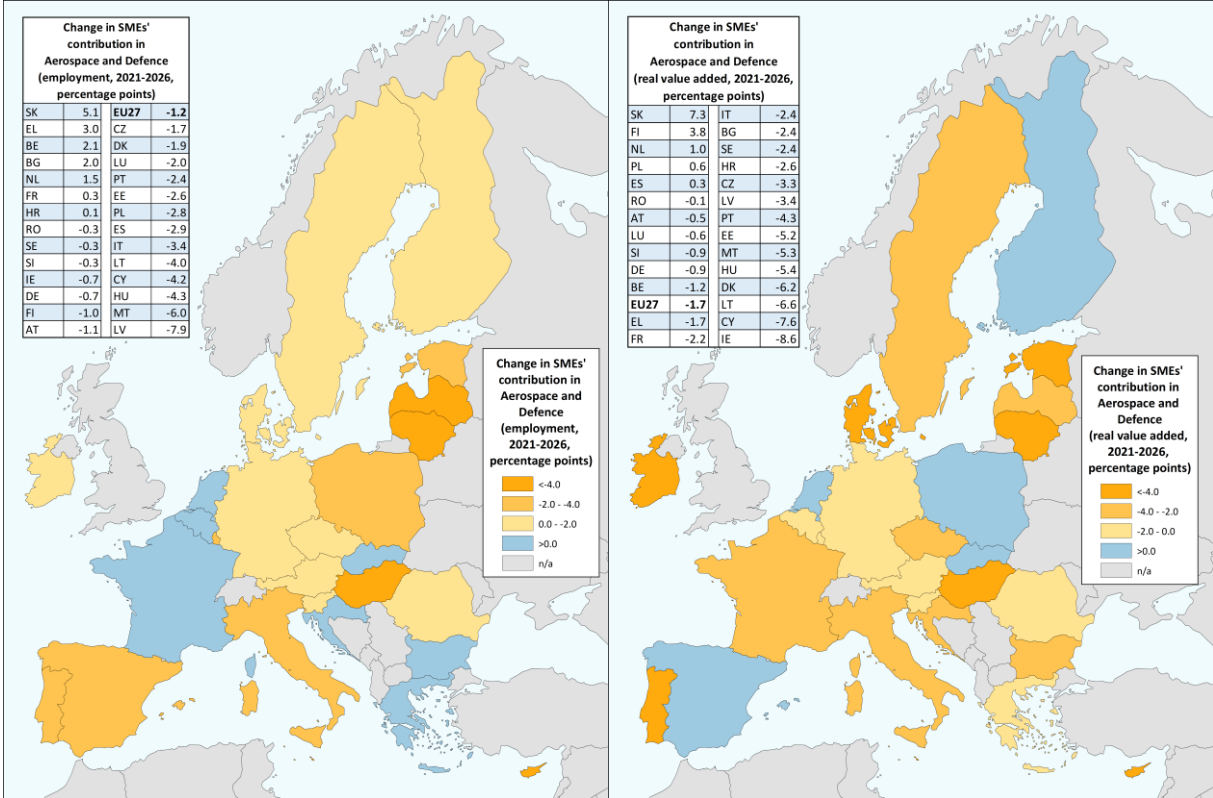 Change in SMEs'
contribution in
Aerospace and Defence
(employment, 2021-2026,
percentage points)
SK 5.1 EU27 -1.2
EL 3.0 CZ -1.7
BE 2.1 DK -1.9
BG 2.0 LU -2.0
NL 1.5 PT -2.4
FR 0.3 EE -2.6
HR 0.1 PL -2.8
RO -0.3 ES -2.9
SE -0.3 IT -3.4
SI -0.3 LT -4.0
IE -0.7 CY -4.2
DE -0.7 HU -4.3
FI -1.0 MT -6.0
AT -1.1 LV -7.9
Change in SMEs'
contribution in
Aerospace and
Defence
(employment,
2021-2026,
percentage points)
<-4.0
-2.0 - -4.0
0.0 - -2.0
>0.0
n/a
Change in SMEs'
contribution in
Aerospace and Defence
(real value added, 2021-2026,
percentage points)
SK 7.3 IT -2.4
FI 3.8 BG -2.4
NL 1.0 SE -2.4
PL 0.6 HR -2.6
ES 0.3 CZ -3.3
RO -0.1 LV -3.4
AT -0.5 PT -4.3
LU -0.6 EE -5.2
SI -0.9 MT -5.3
DE -0.9 HU -5.4
BE -1.2 DK -6.2
EU27 -1.7 LT -6.6
EL -1.7 CY -7.6
FR -2.2 IE -8.6
Change in SMEs'
contribution in
Aerospace and
Defence
(real value added,
2021-2026,
percentage points)
<-4.0
-4.0 - -2.0
-2.0 - 0.0
>0.0
n/a